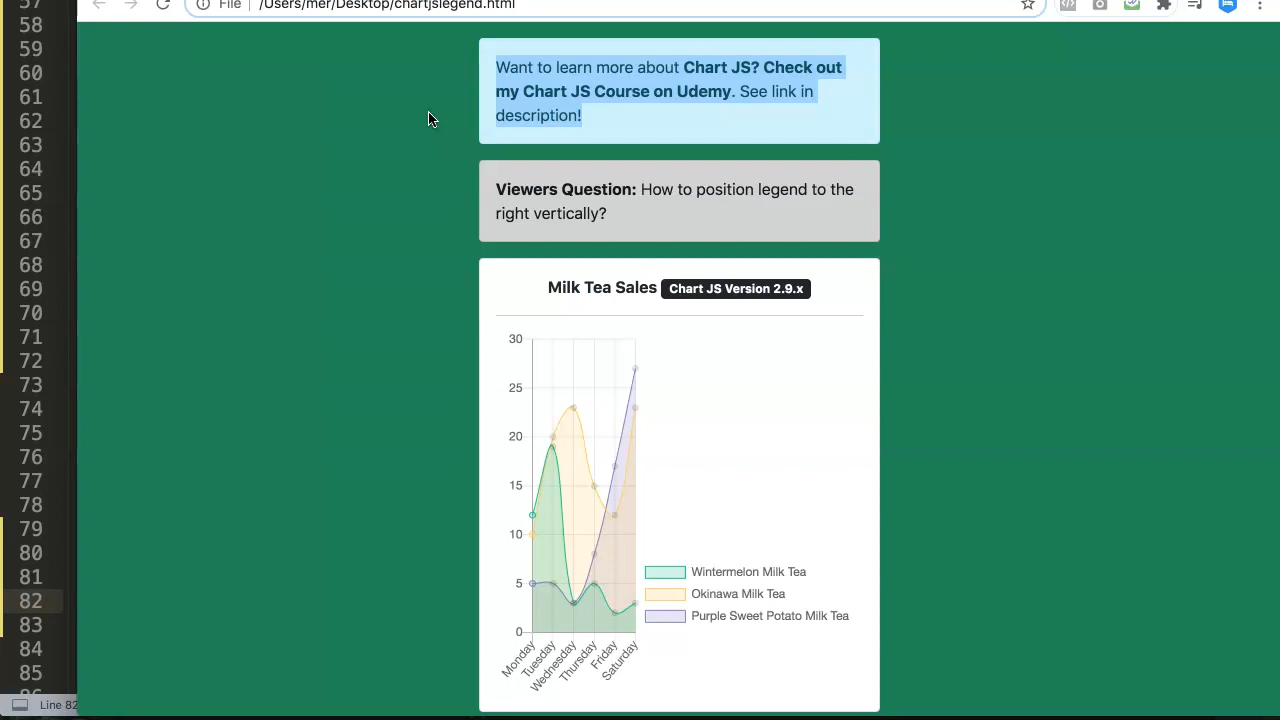 File /Users/mer/Desktop/chartjslegend.html
57
58
59
60
61
62
63
64
65
66
67
68
69
70
71
72
73
74
75
76
77
78
79
80
81
82
83
84
85
Line 82
Want to learn more about Chart JS? Check out
my Chart JS Course on Udemy. See link in
description!
Viewers Question: How to position legend to the
right vertically?
Milk Tea Sales Chart JS Version 2.9.x
30
25
20
15
10
5
0
Monday
Tuesday
Wednesday
Thursday
Friday
Saturday
Wintermelon Milk Tea
Okinawa Milk Tea
Purple Sweet Potato Milk Tea